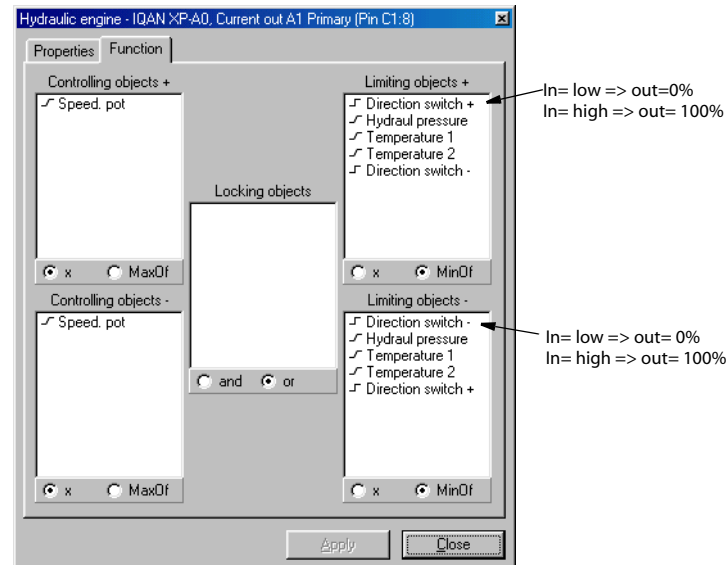 Hydraulic engine - IQAN XP-A0, Current out A1 Primary (Pin C1:8)
Properties Function
Controlling objects +
Speed. pot
x MaxOf
Limiting objects +
Direction switch +
Hydraul pressure
Temperature 1
Temperature 2
Direction switch -
x MinOf
In= low => out=0%
In= high => out= 100%
Locking objects
and or
Controlling objects -
Speed. pot
x MaxOf
Limiting objects -
Direction switch -
Hydraul pressure
Temperature 1
Temperature 2
Direction switch +
x MinOf
In= low => out= 0%
In= high => out= 100%
Apply Close